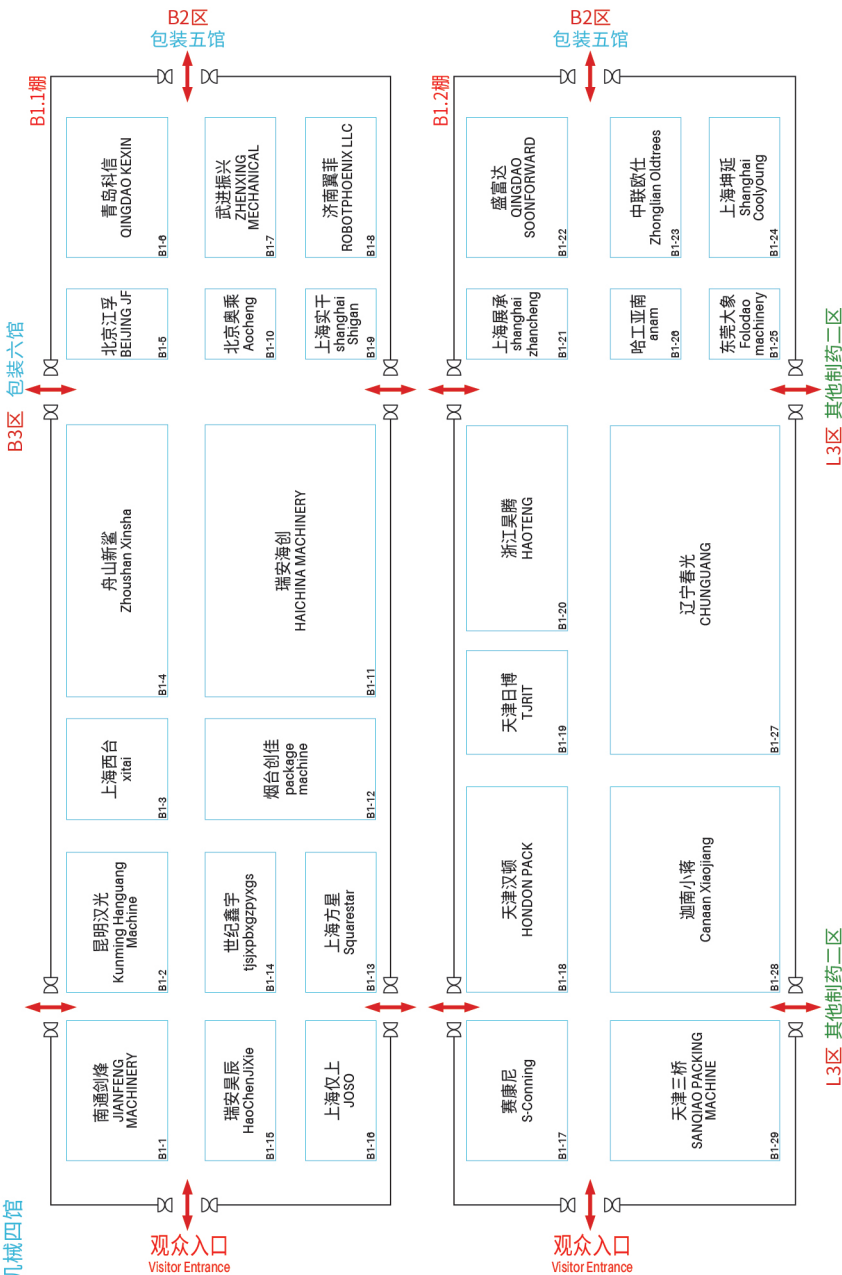 B2区
包装五馆
B2区
包装五馆
B1.1棚
B1.2棚
青岛科信
QINGDAO KEXIN
B1-6
武进振兴
ZHENXING
MECHANICAL
B1-7
济南翼菲
ROBOTPHOENIX LLC
B1-8
盛富达
QINGDAO
SOONFORWARD
B1-22
中联欧仕
Zhonglian Oldtrees
B1-23
上海坤延
Shanghai
Coolyoung
B1-24
北京江孚
BEIJING JF
B1-5
北京奥乘
Aocheng
B1-10
上海实干
shanghai
Shigan
B1-9
上海展承
shanghai
zhancheng
B1-21
哈工亚南
anam
B1-26
东莞大象
Folodao
machinery
B1-25
B3区 包装六馆
L3区 其他制药二区
舟山新鲨
Zhoushan Xinsha
B1-4
瑞安海创
HAICHINA MACHINERY
B1-11
浙江昊腾
HAOTENG
B1-20
辽宁春光
CHUNGUANG
B1-27
天津日博
TJRIT
B1-19
上海西台
xitai
B1-3
烟台创佳
package
machine
B1-12
昆明汉光
Kunming Hanguang
Machine
B1-2
世纪鑫宇
tjsjxpbxgzpyxgs
B1-14
上海方星
Squarestar
B1-13
天津汉顿
HONDON PACK
B1-18
迦南小蒋
Canaan Xiaojiang
B1-28
L3区 其他制药二区
南通剑烽
JIANFENG
MACHINERY
B1-1
瑞安昊辰
HaoChenJiXie
B1-15
上海仅上
JOSO
B1-16
赛康尼
S-Conning
B1-17
天津三桥
SANQIAO PACKING
MACHINE
B1-29
机械四馆
观众入口
Visitor Entrance
观众入口
Visitor Entrance